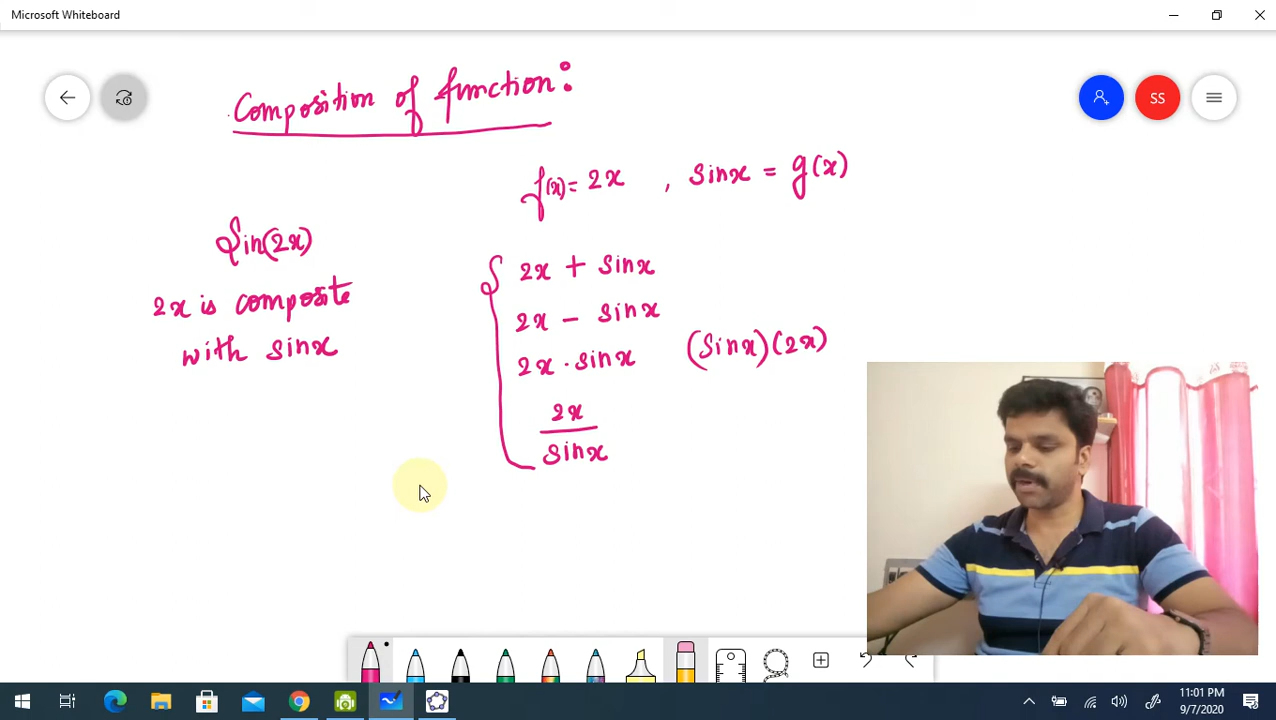 Microsoft Whiteboard
SS
Composition of function:
f(x)= 2x , sinx = g(x)
Sin(2x)
2x is composite
with sinx
2x + sinx
2x - sinx
2x . sinx (sinx)(2x)
2x
sinx
11:01 PM
9/7/2020